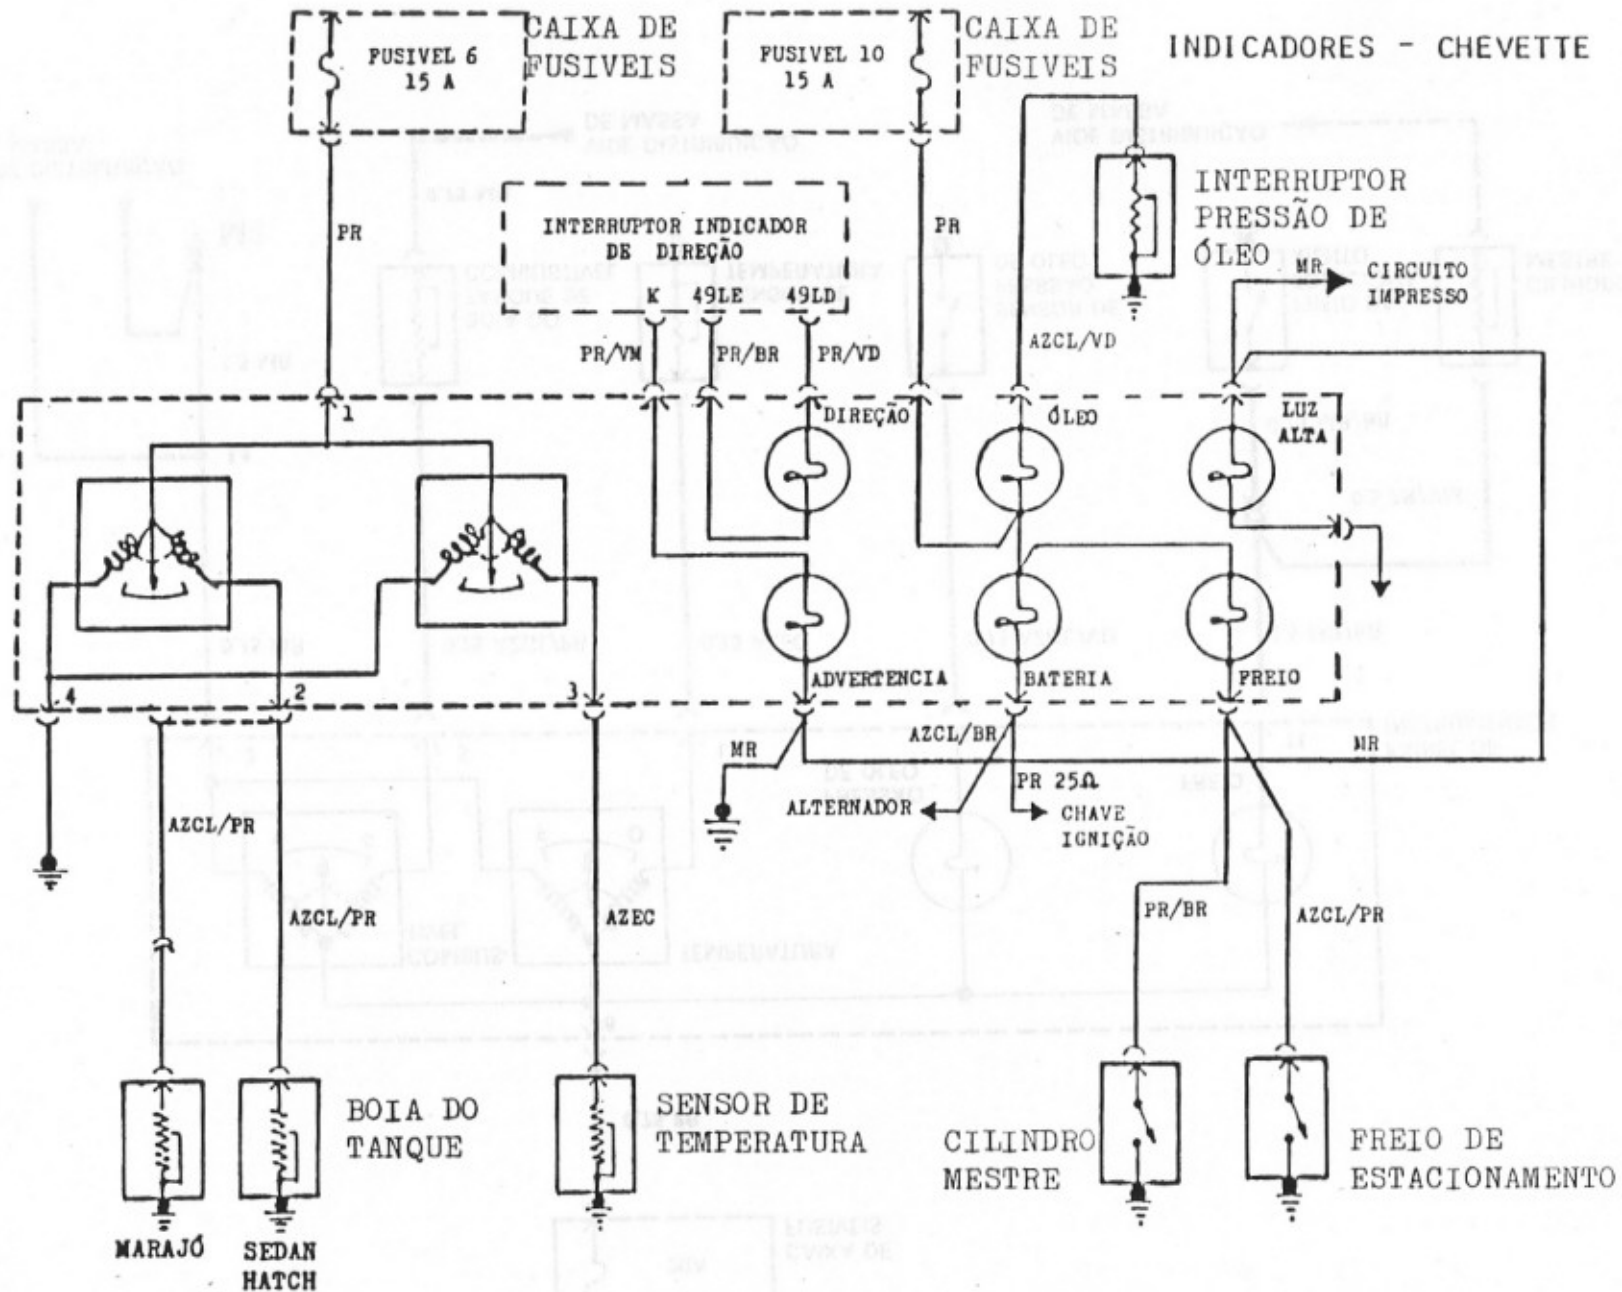 CAIXA DE
FUSIVEIS
FUSIVEL 6
15 A
CAIXA DE
FUSIVEIS
FUSIVEL 10
15 A
INDICADORES - CHEVETTE
INTERRUPTOR
PRESSÃO DE
ÓLEO
MR
CIRCUITO
IMPRESSO
PR
INTERRUPTOR INDICADOR
DE DIREÇÃO
K
49LE
49LD
PR
PR/VM
PR/BR
PR/VD
AZCL/VD
1
DIREÇÃO
ÓLEO
LUZ
ALTA
4
2
3
ADVERTENCIA
BATERIA
FREIO
MR
AZCL/BR
MR
PR 25Ω
ALTERNADOR
CHAVE
IGNIÇÃO
AZCL/PR
AZCL/PR
AZEC
PR/BR
AZCL/PR
BOIA DO
TANQUE
SENSOR DE
TEMPERATURA
CILINDRO
MESTRE
FREIO DE
ESTACIONAMENTO
MARAJÓ
SEDAN
HATCH